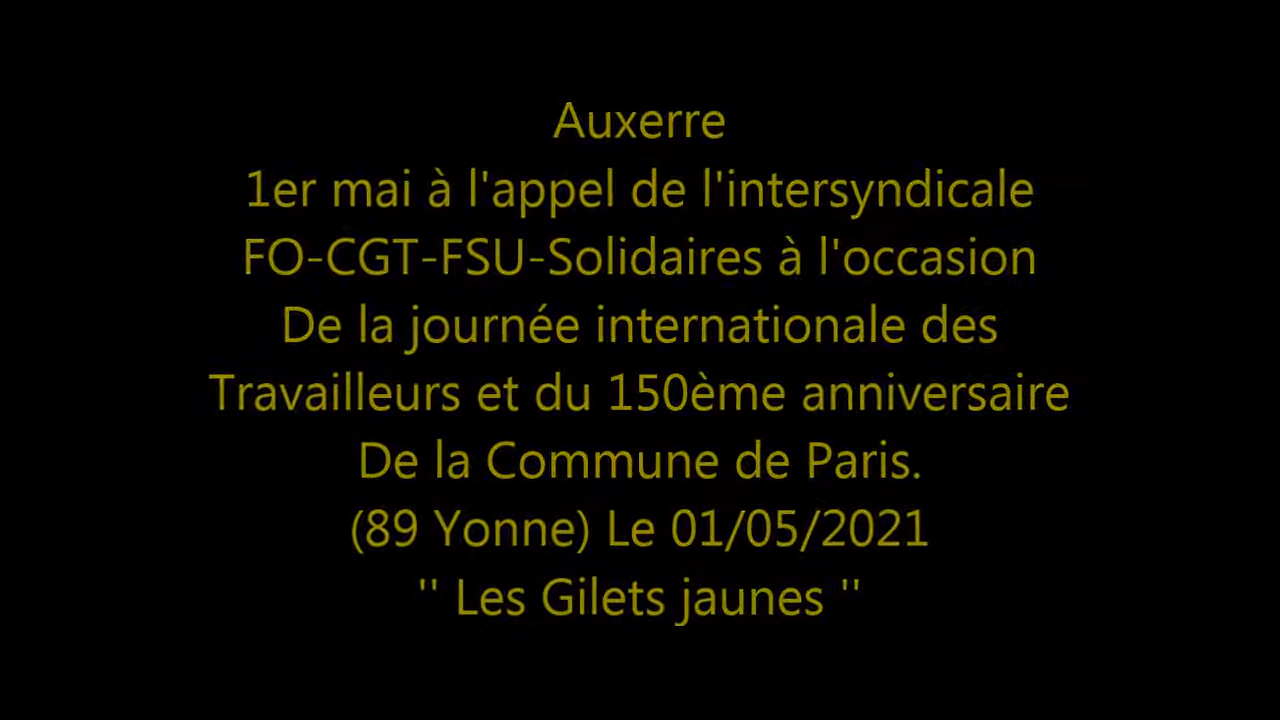 Auxerre
1er mai à l'appel de l'intersyndicale
FO-CGT-FSU-Solidaires à l'occasion
De la journée internationale des
Travailleurs et du 150ème anniversaire
De la Commune de Paris.
(89 Yonne) Le 01/05/2021
'' Les Gilets jaunes ''